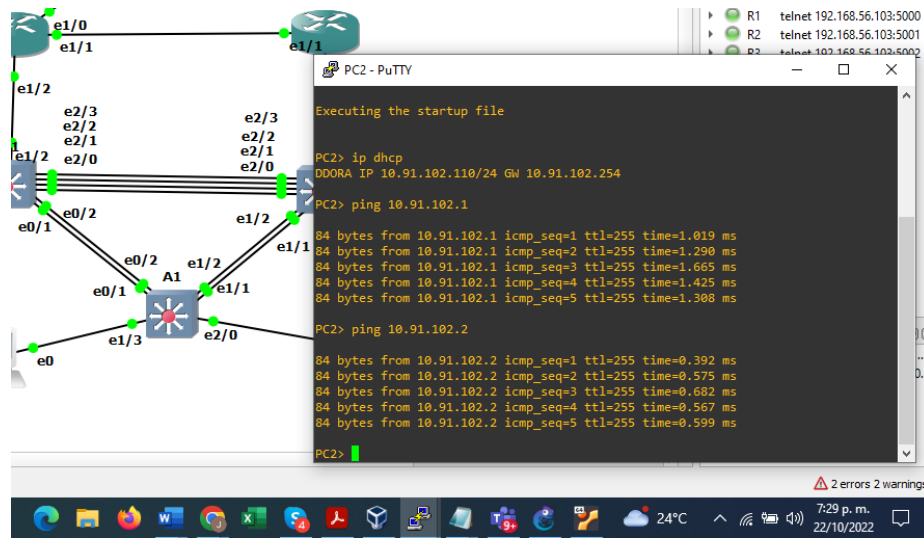 e1/0
e1/1
e1/1
e1/2
e2/3
e2/2
e2/1
e2/0
e1/2
e2/3
e2/2
e2/1
e2/0
e0/2
e0/1
e1/2
e1/1
e0/2
e0/1
A1
e1/2
e1/1
e1/3
e2/0
e0
R1 telnet 192.168.56.103:5000
R2 telnet 192.168.56.103:5001
R3 telnet 192.168.56.103:5002
PC2 - PuTTY
Executing the startup file
PC2> ip dhcp
DDORA IP 10.91.102.110/24 GW 10.91.102.254
PC2> ping 10.91.102.1
84 bytes from 10.91.102.1 icmp_seq=1 ttl=255 time=1.019 ms
84 bytes from 10.91.102.1 icmp_seq=2 ttl=255 time=1.290 ms
84 bytes from 10.91.102.1 icmp_seq=3 ttl=255 time=1.665 ms
84 bytes from 10.91.102.1 icmp_seq=4 ttl=255 time=1.425 ms
84 bytes from 10.91.102.1 icmp_seq=5 ttl=255 time=1.308 ms
PC2> ping 10.91.102.2
84 bytes from 10.91.102.2 icmp_seq=1 ttl=255 time=0.392 ms
84 bytes from 10.91.102.2 icmp_seq=2 ttl=255 time=0.575 ms
84 bytes from 10.91.102.2 icmp_seq=3 ttl=255 time=0.682 ms
84 bytes from 10.91.102.2 icmp_seq=4 ttl=255 time=0.567 ms
84 bytes from 10.91.102.2 icmp_seq=5 ttl=255 time=0.599 ms
PC2>
2 errors 2 warnings
24°C
7:29 p. m.
22/10/2022